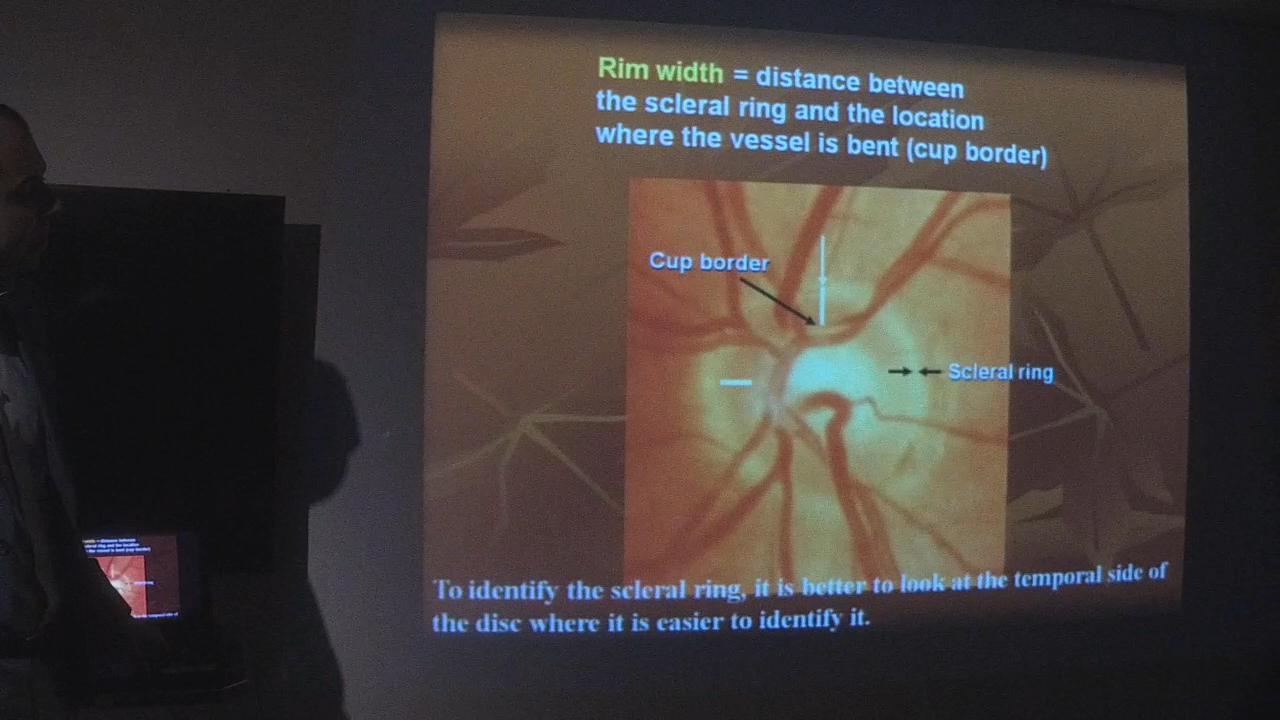 Rim width = distance between
the scleral ring and the location
where the vessel is bent (cup border)
Cup border
Scleral ring
To identify the scleral ring, it is better to look at the temporal side of
the disc where it is easier to identify it.